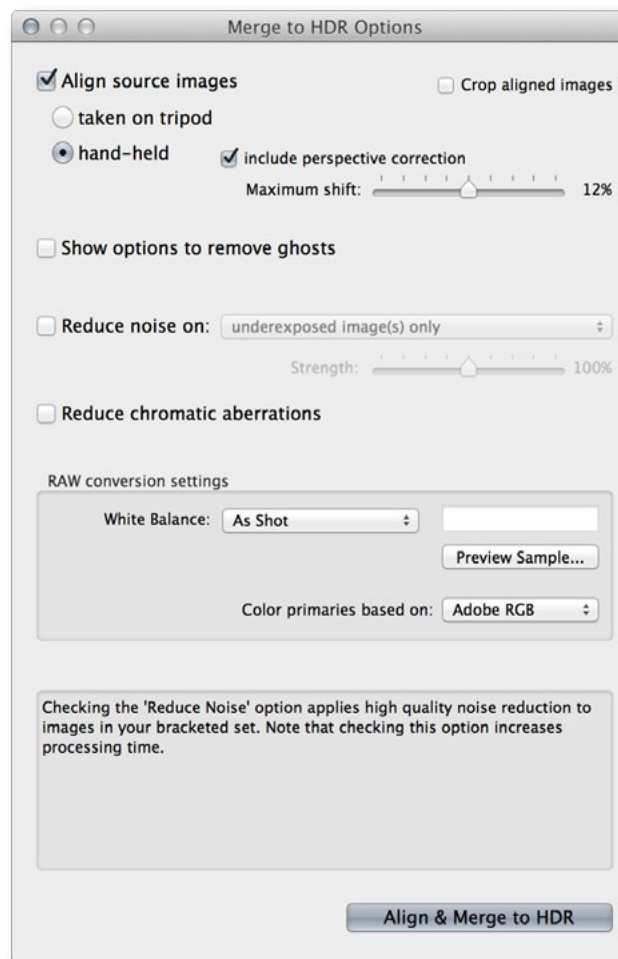 Merge to HDR Options
Align source images
Crop aligned images
taken on tripod
hand-held
include perspective correction
Maximum shift:
12%
Show options to remove ghosts
Reduce noise on:
underexposed image(s) only
Strength:
100%
Reduce chromatic aberrations
RAW conversion settings
White Balance:
As Shot
Preview Sample...
Color primaries based on:
Adobe RGB
Checking the 'Reduce Noise' option applies high quality noise reduction to
images in your bracketed set. Note that checking this option increases
processing time.
Align & Merge to HDR